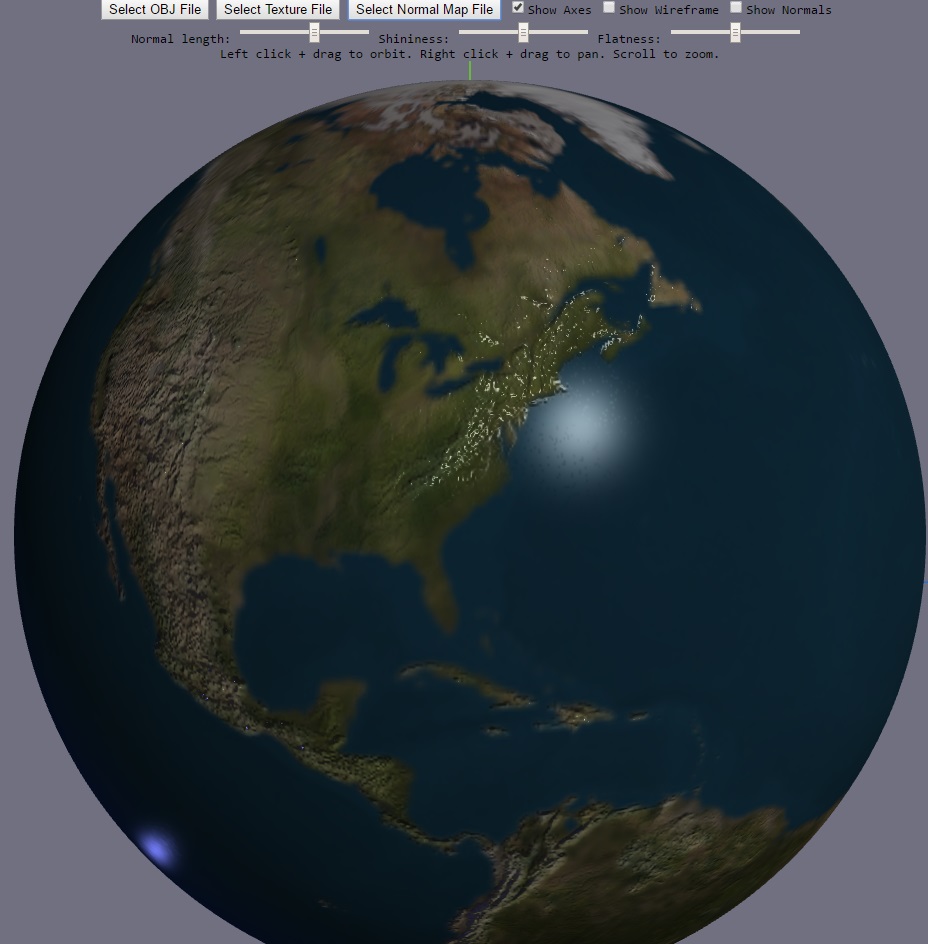 Select OBJ File Select Texture File Select Normal Map File Show Axes Show Wireframe Show Normals
Normal length: Shininess: Flatness:
Left click + drag to orbit. Right click + drag to pan. Scroll to zoom.